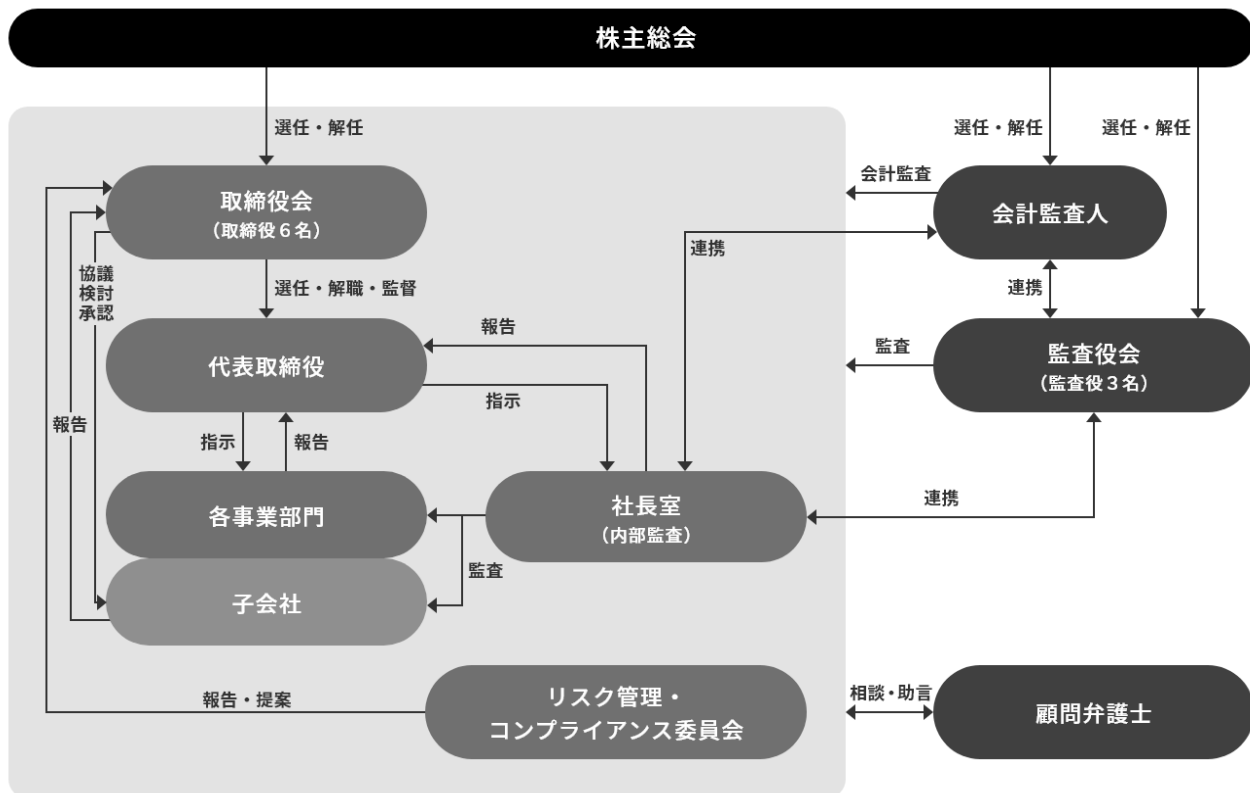 株主総会
選任・解任
選任・解任
選任・解任
取締役会
（取締役６名）
会計監査
会計監査人
連携
協議
検討
承認
選任・解職・監督
連携
報告
代表取締役
指示
監査
監査役会
（監査役３名）
報告
指示
報告
各事業部門
社長室
（内部監査）
連携
監査
子会社
報告・提案
リスク管理・
コンプライアンス委員会
相談・助言
顧問弁護士